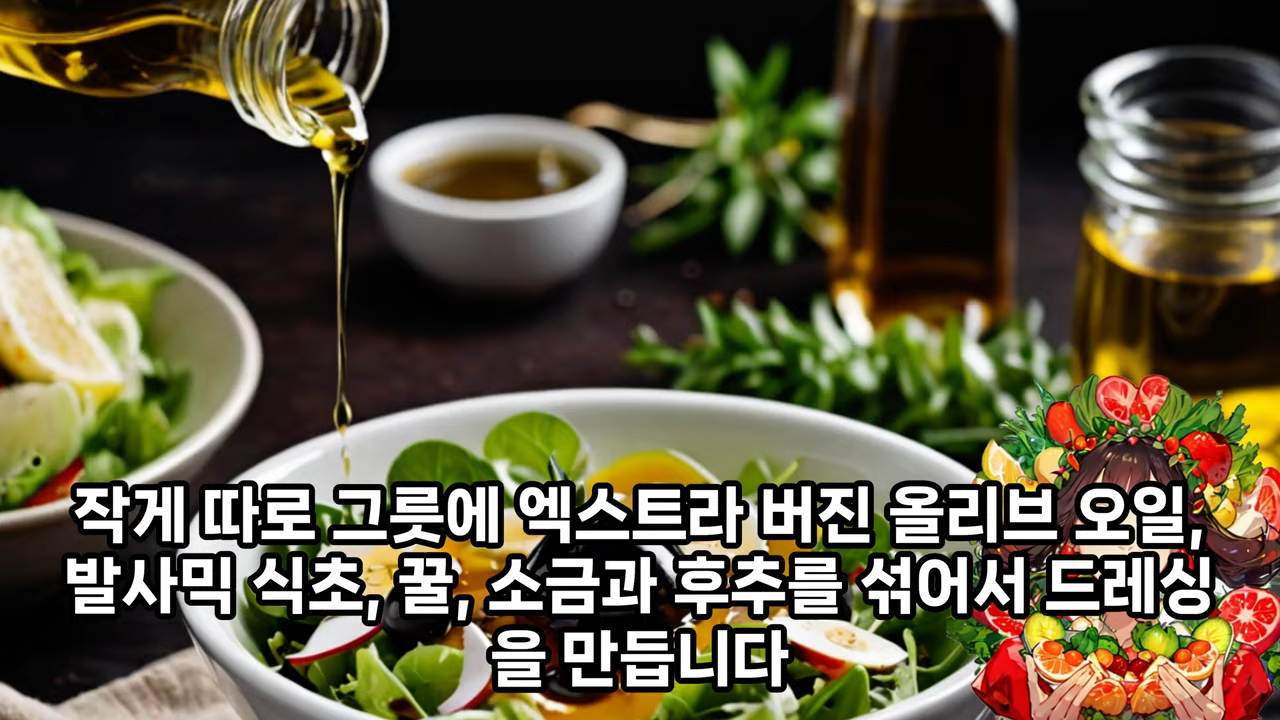 작게 따로 그릇에 엑스트라 버진 올리브 오일,
발사믹 식초, 꿀, 소금과 후추를 섞어서 드레싱
을 만듭니다